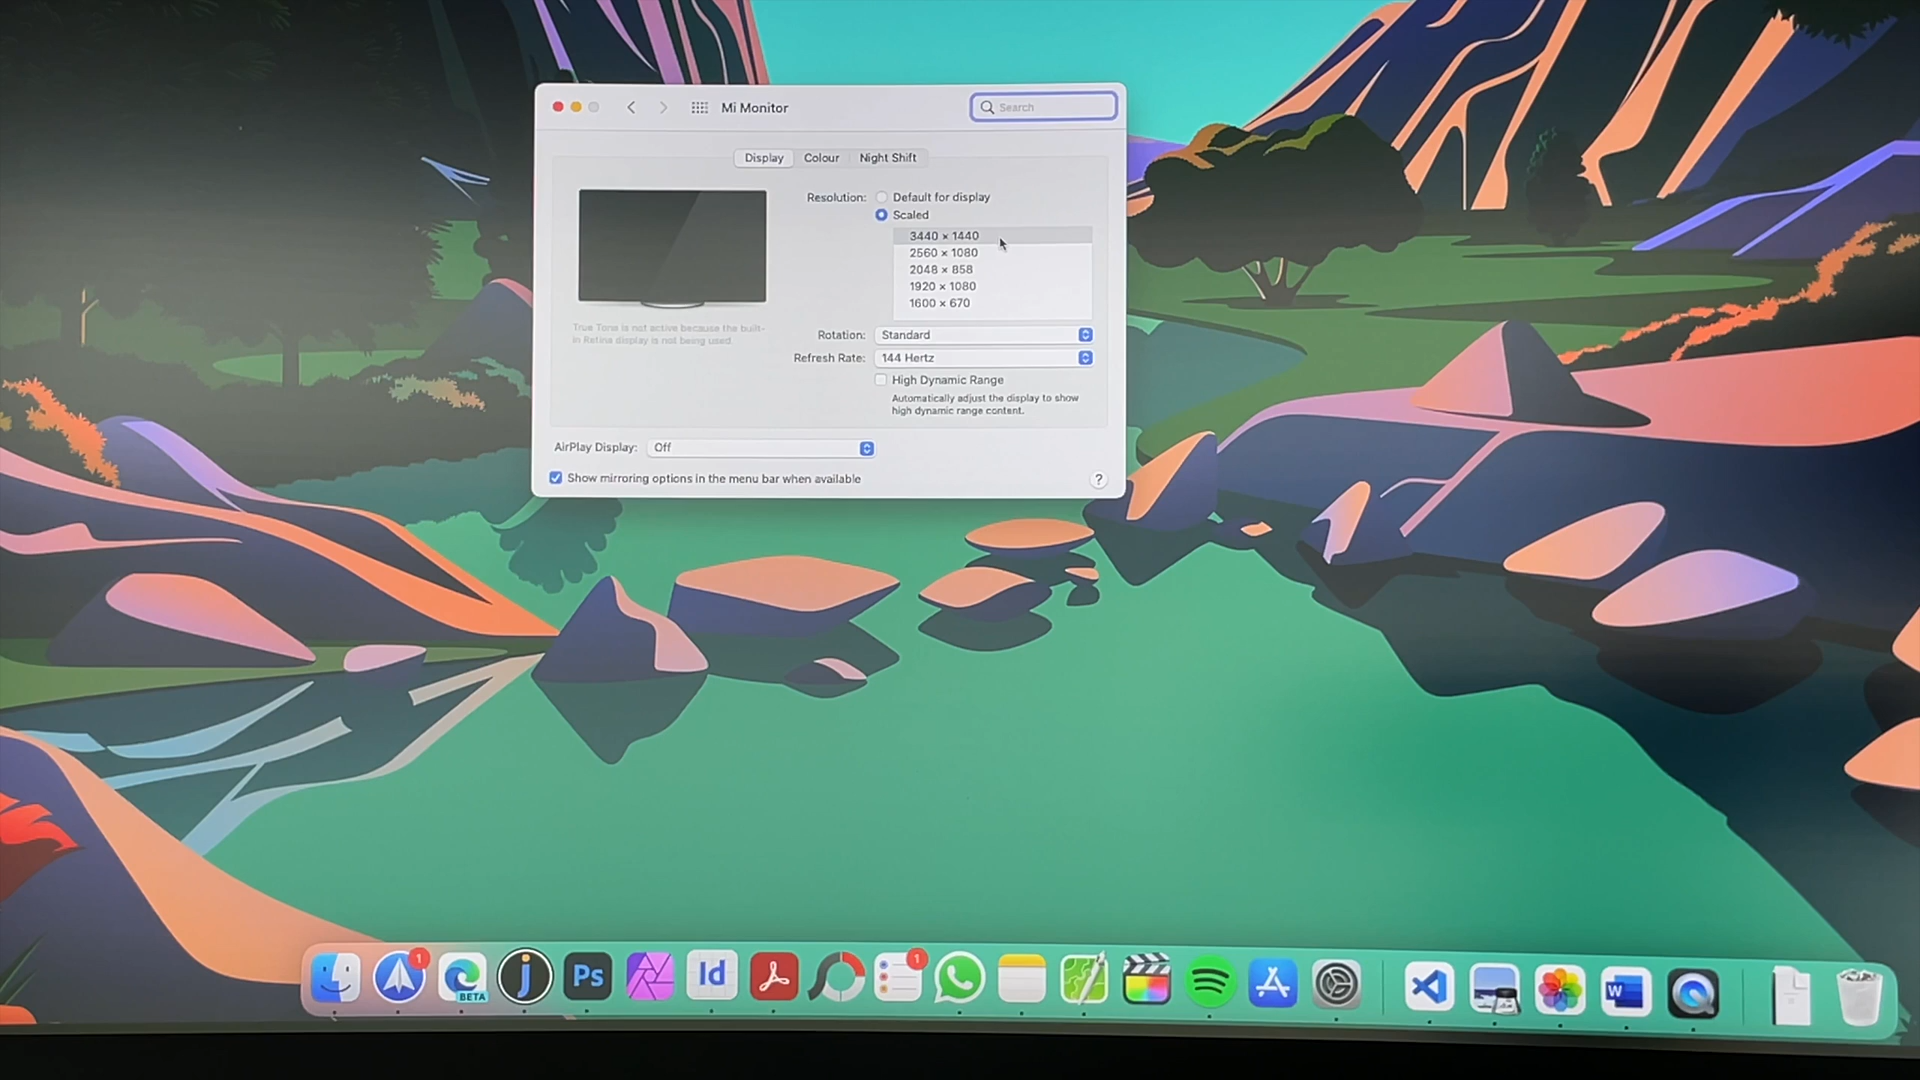 Mi Monitor
Search
Display Colour Night Shift
Resolution: Default for display
Scaled
3440 × 1440
2560 × 1080
2048 × 858
1920 × 1080
1600 × 670
True Tone is not active because the built-
in Retina display is not being used
Rotation: Standard
Refresh Rate: 144 Hertz
High Dynamic Range
Automatically adjust the display to show
high dynamic range content.
AirPlay Display: Off
Show mirroring options in the menu bar when available
?
1
BETA
j
Ps
Id
1
W